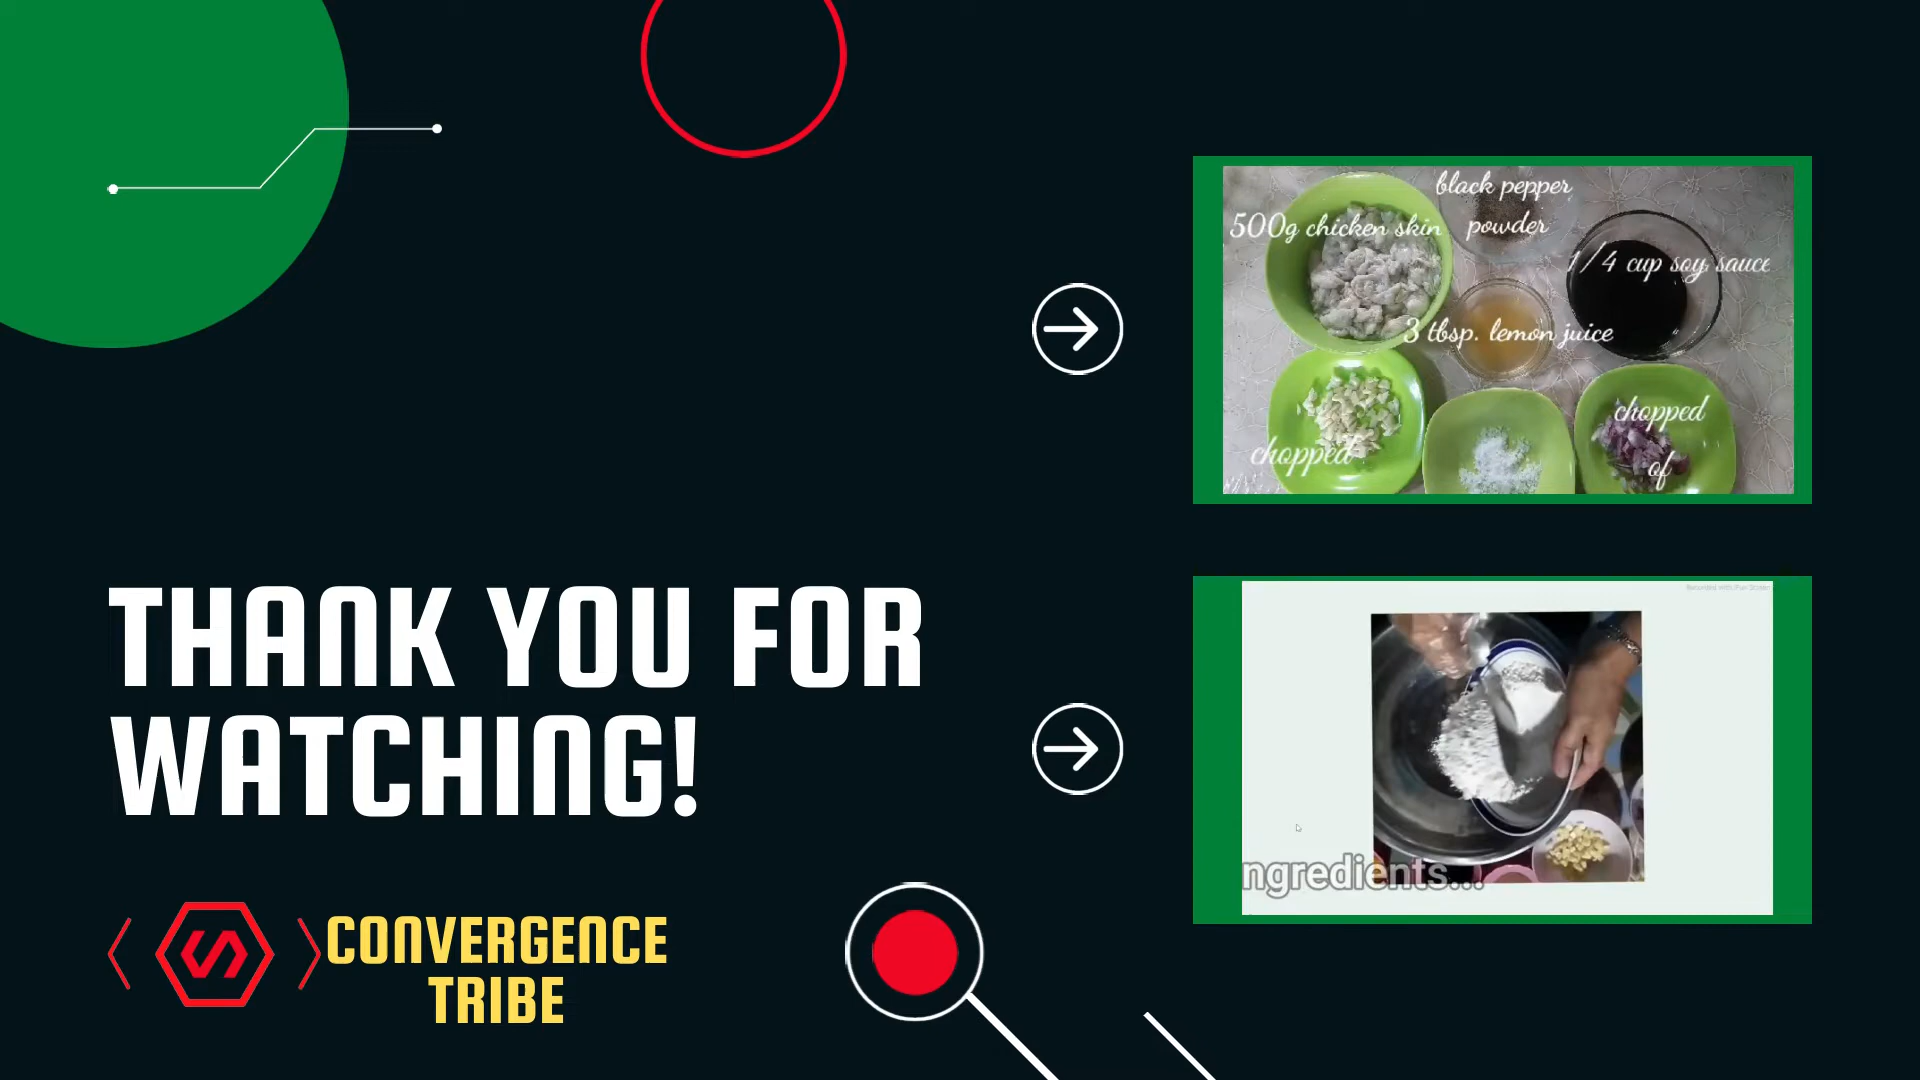 black pepper
500g chicken skin
powder
1/4 cup soy sauce
3 tbsp. lemon juice
chopped
chopped
of
THANK YOU FOR
WATCHING!
ngredients...
CONVERGENCE
TRIBE